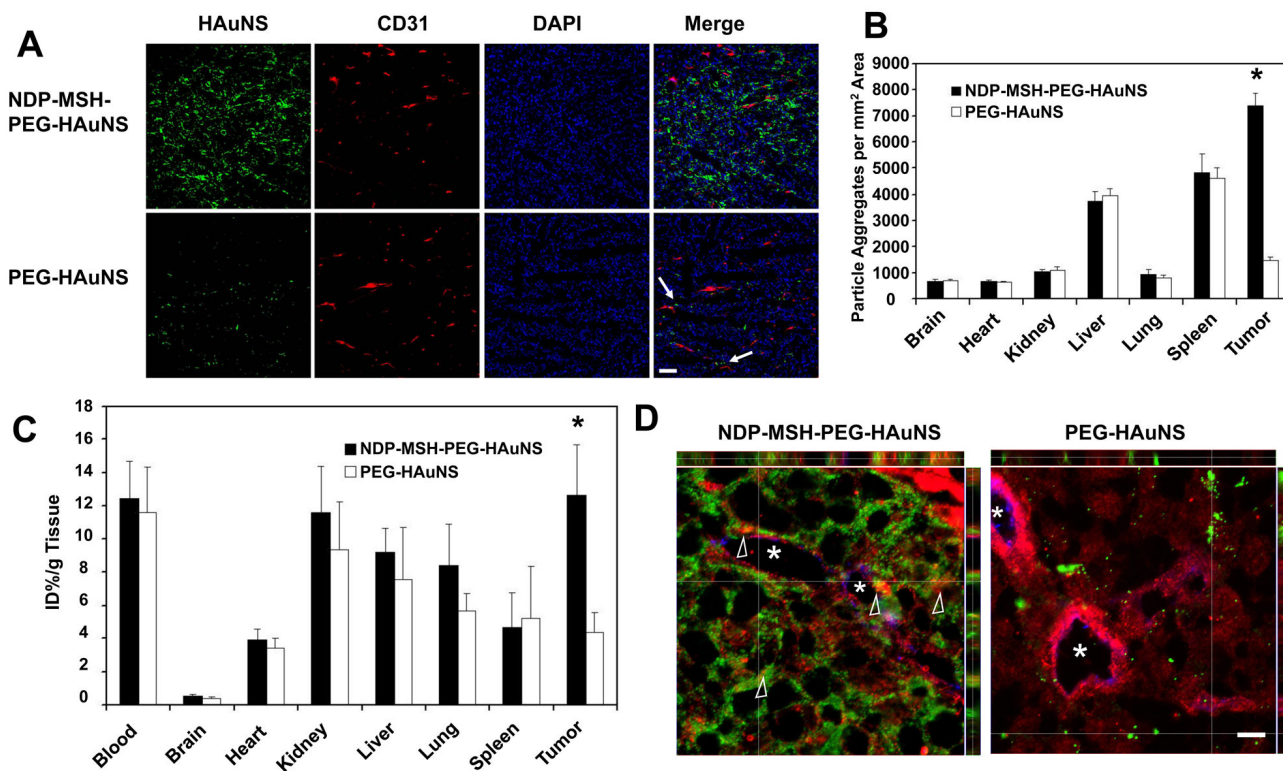 A
HAuNS CD31 DAPI Merge
NDP-MSH-
PEG-HAuNS
PEG-HAuNS
B
Particle Aggregates per mm² Area
9000
8000
7000
6000
5000
4000
3000
2000
1000
0
*
NDP-MSH-PEG-HAuNS
PEG-HAuNS
Brain Heart Kidney Liver Lung Spleen Tumor
C
ID%/g Tissue
18
16
14
12
10
8
6
4
2
0
*
NDP-MSH-PEG-HAuNS
PEG-HAuNS
Blood Brain Heart Kidney Liver Lung Spleen Tumor
D
NDP-MSH-PEG-HAuNS PEG-HAuNS
* *
* *